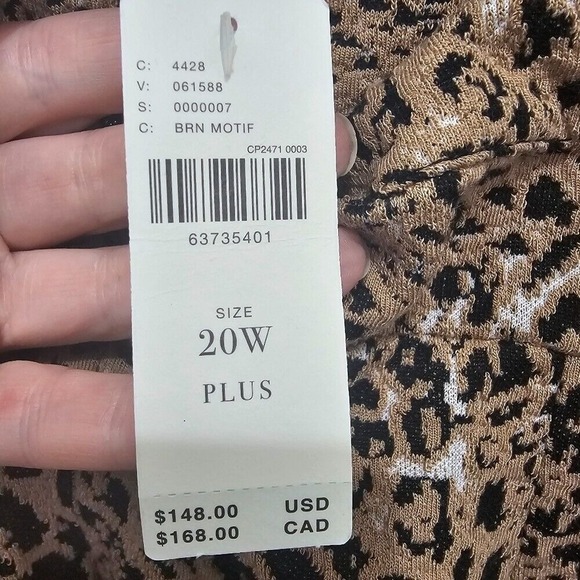 C: 4428
V: 061588
S: 0000007
C: BRN MOTIF
CP2471 0003
63735401
SIZE
20W
PLUS
$148.00 USD
$168.00 CAD